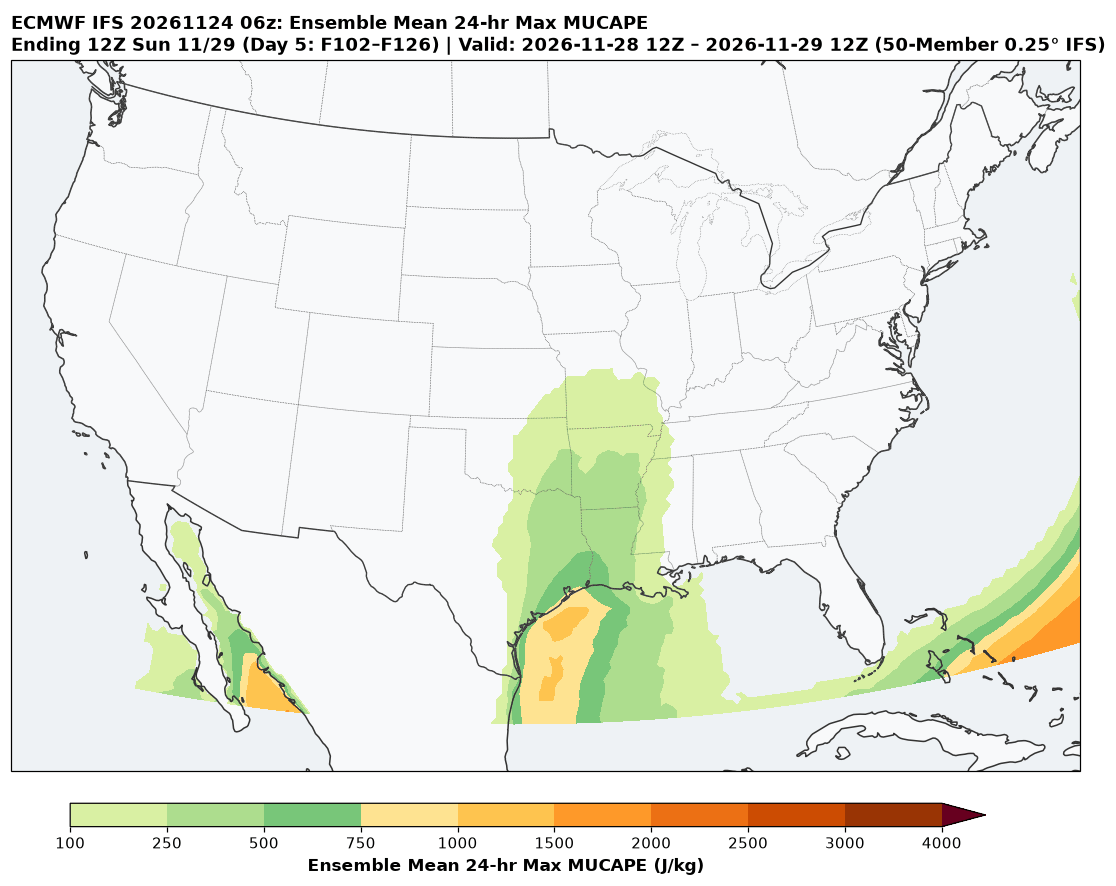 ECMWF IFS 20261124 06z: Ensemble Mean 24-hr Max MUCAPE
Ending 12Z Sun 11/29 (Day 5: F102–F126) | Valid: 2026-11-28 12Z – 2026-11-29 12Z (50-Member 0.25° IFS)
100 250 500 750 1000 1500 2000 2500 3000 4000
Ensemble Mean 24-hr Max MUCAPE (J/kg)